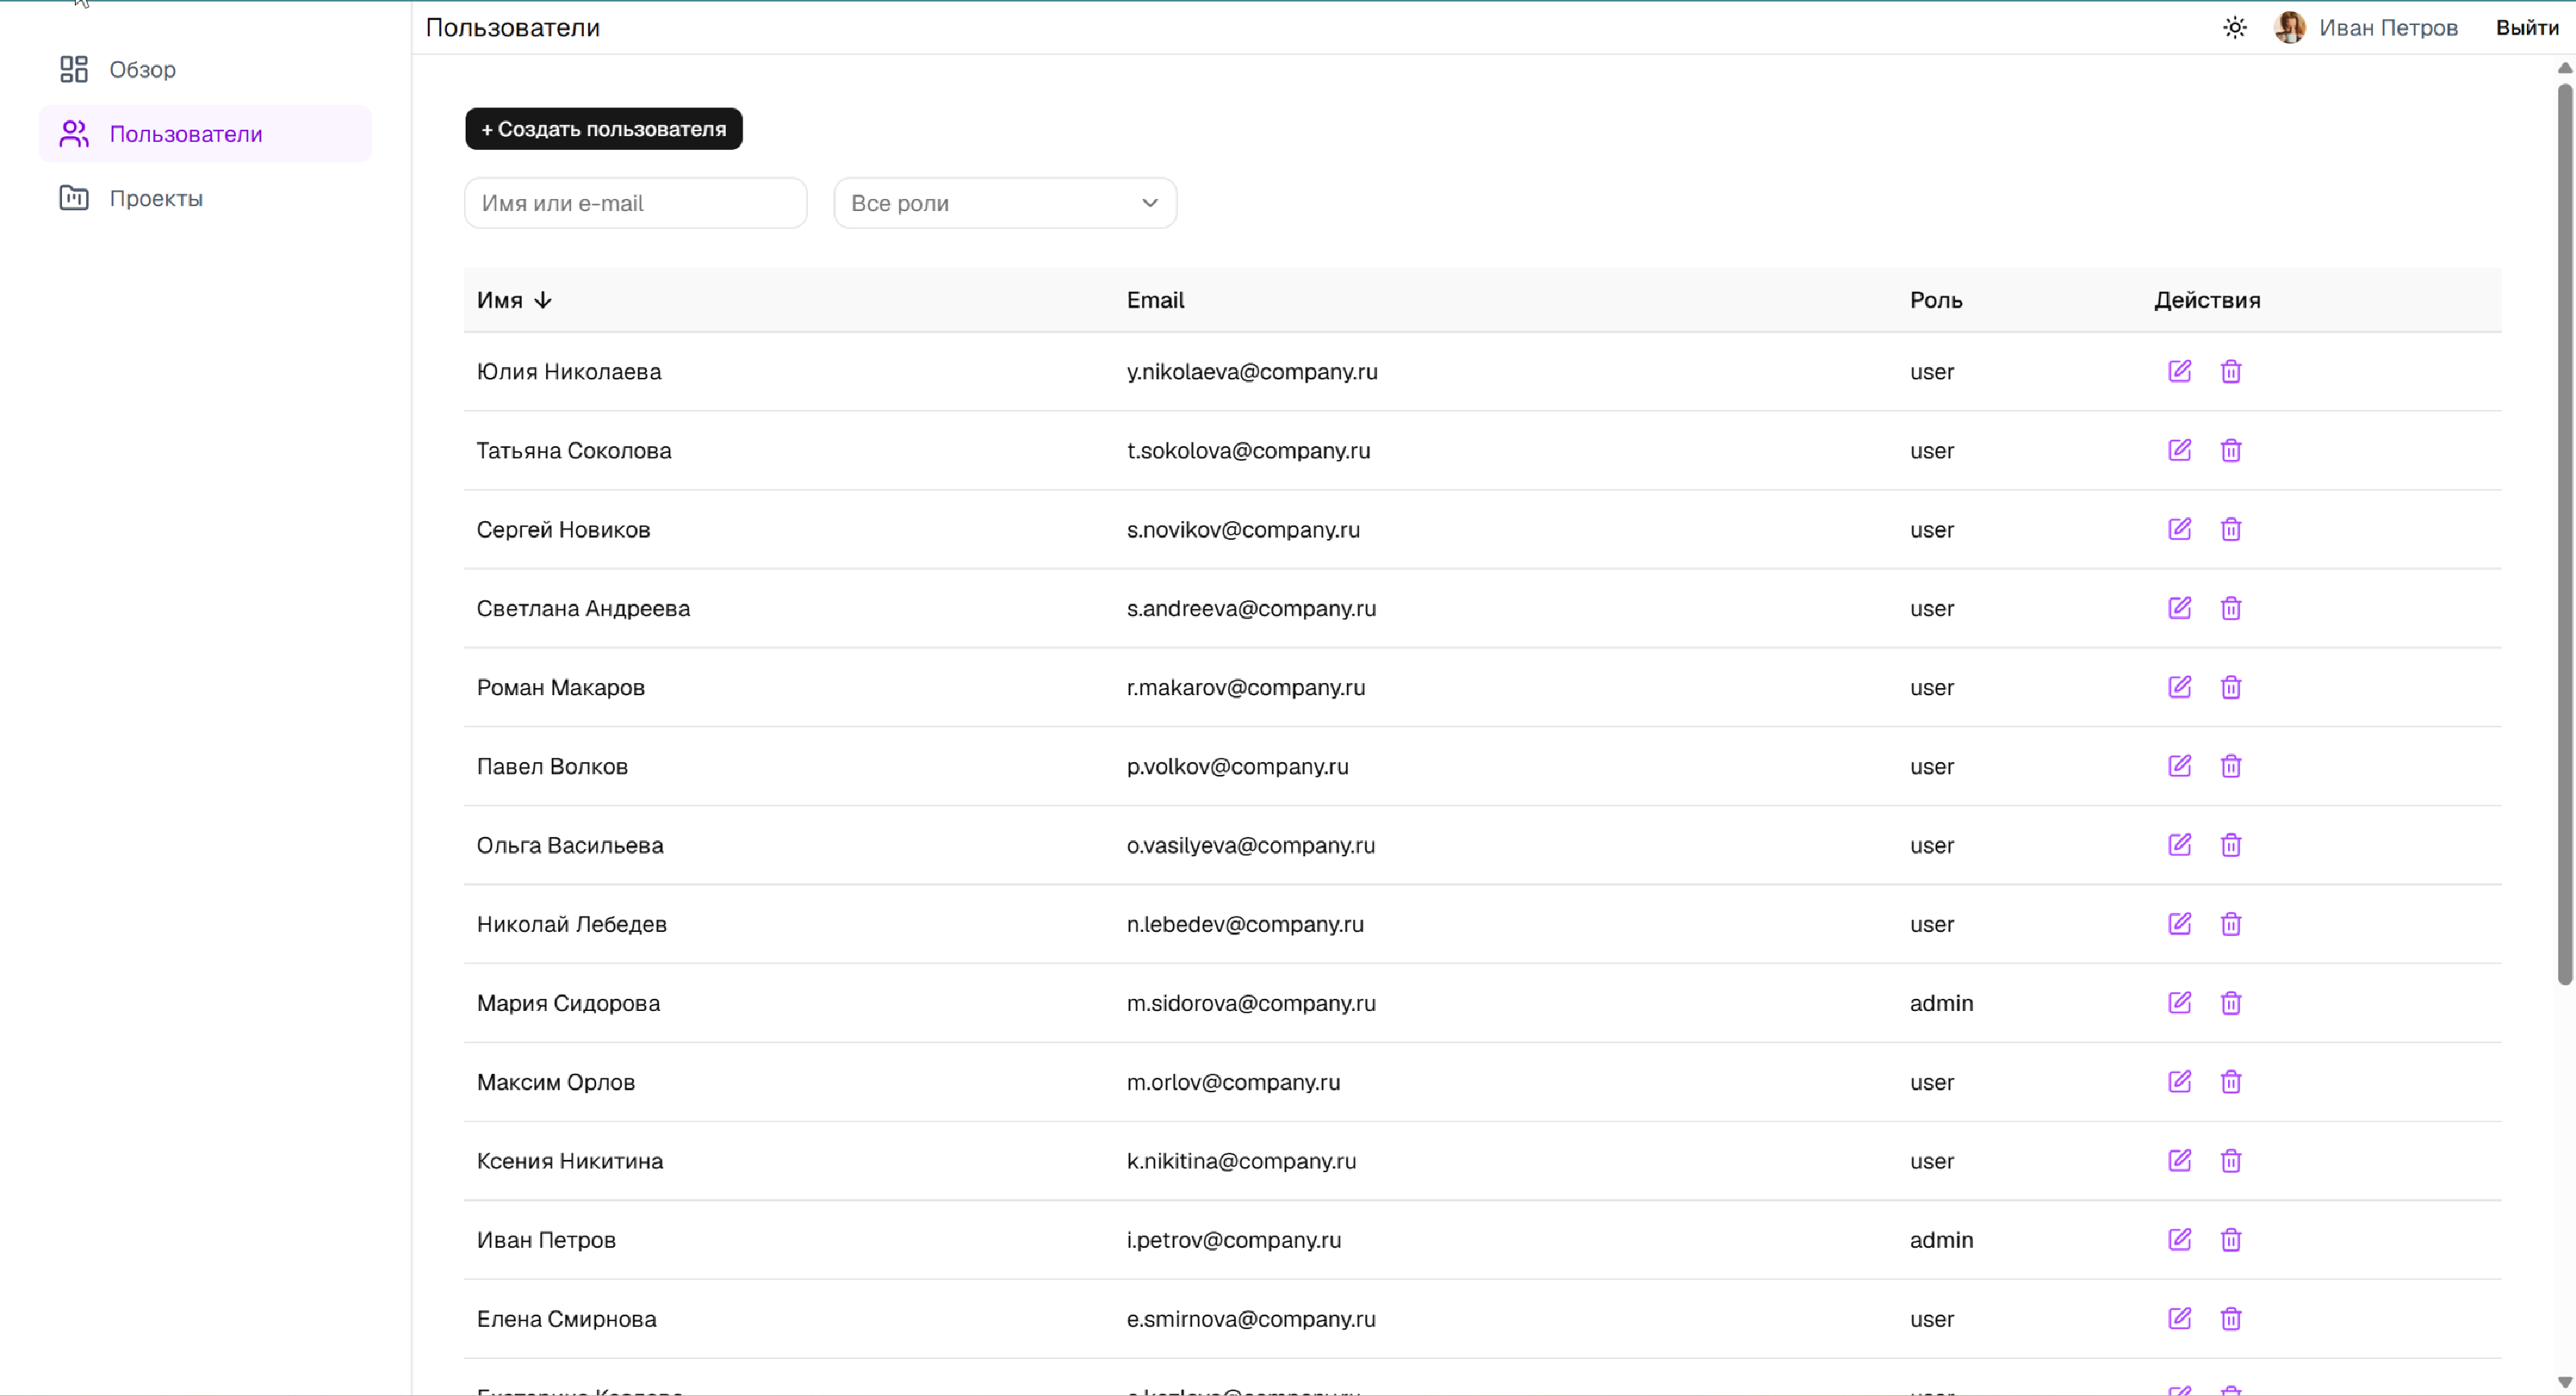 Пользователи
Иван Петров
Выйти
Обзор
Пользователи
Проекты
+ Создать пользователя
Имя или e-mail
Все роли
Имя ↓ Email Роль Действия
Юлия Николаева y.nikolaeva@company.ru user
Татьяна Соколова t.sokolova@company.ru user
Сергей Новиков s.novikov@company.ru user
Светлана Андреева s.andreeva@company.ru user
Роман Макаров r.makarov@company.ru user
Павел Волков p.volkov@company.ru user
Ольга Васильева o.vasilyeva@company.ru user
Николай Лебедев n.lebedev@company.ru user
Мария Сидорова m.sidorova@company.ru admin
Максим Орлов m.orlov@company.ru user
Ксения Никитина k.nikitina@company.ru user
Иван Петров i.petrov@company.ru admin
Елена Смирнова e.smirnova@company.ru user